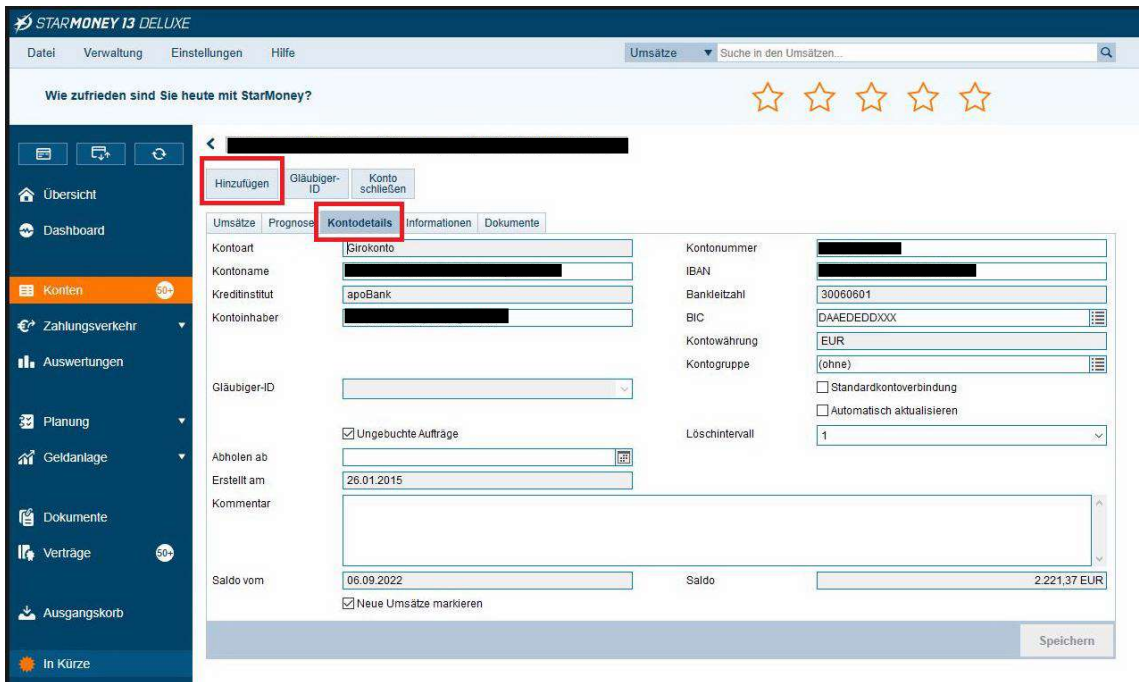 STARMONEY 13 DELUXE
Datei Verwaltung Einstellungen Hilfe Umsätze Suche in den Umsätzen...
Wie zufrieden sind Sie heute mit StarMoney?
Übersicht
Dashboard
Konten 50+
Zahlungsverkehr
Auswertungen
Planung
Geldanlage
Dokumente
Verträge 50+
Ausgangskorb
In Kürze
Hinzufügen Gläubiger- Konto
ID schließen
Umsätze Prognose Kontodetails Informationen Dokumente
Kontoart Girokonto Kontonummer
Kontoname IBAN
Kreditinstitut apoBank Bankleitzahl 30060601
Kontoinhaber BIC DAAEDEDDXXX
Kontowährung EUR
Kontogruppe (ohne)
Gläubiger-ID Standardkontoverbindung
Automatisch aktualisieren
Ungebuchte Aufträge Löschintervall 1
Abholen ab
Erstellt am 26.01.2015
Kommentar
Saldo vom 06.09.2022 Saldo 2.221,37 EUR
Neue Umsätze markieren
Speichern